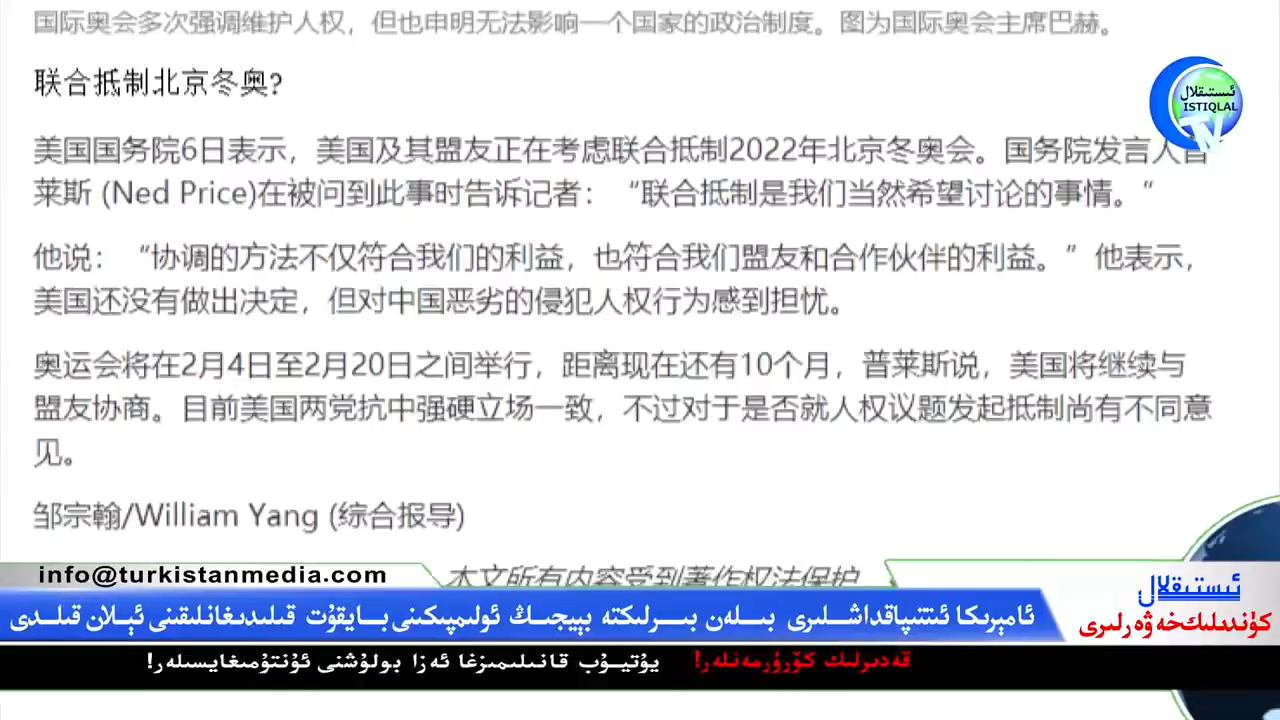 国际奥会多次强调维护人权，但也申明无法影响一个国家的政治制度。图为国际奥会主席巴赫。
联合抵制北京冬奥?
ئىستىقلال
ISTIQLAL
TV
美国国务院6日表示，美国及其盟友正在考虑联合抵制2022年北京冬奥会。国务院发言人普
莱斯 (Ned Price)在被问到此事时告诉记者：“联合抵制是我们当然希望讨论的事情。”
他说：“协调的方法不仅符合我们的利益，也符合我们盟友和合作伙伴的利益。”他表示，
美国还没有做出决定，但对中国恶劣的侵犯人权行为感到担忧。
奥运会将在2月4日至2月20日之间举行，距离现在还有10个月，普莱斯说，美国将继续与
盟友协商。目前美国两党抗中强硬立场一致，不过对于是否就人权议题发起抵制尚有不同意
见。
邹宗翰/William Yang (综合报导)
本文所有内容受到著作权法保护
info@turkistanmedia.com
ئىستىقلال
كۈندىلىك خەۋەرلىرى
ئامېرىكا ئىتتىپاقداشلىرى بىلەن بىرلىكتە بېيجىڭ ئولىمپىكىنى بايقۇت قىلىدىغانلىقنى ئېلان قىلدى
قەدىرلىك كۆرۈرمەنلەر! يۇتيۇب قانىلىمىزغا ئەزا بولۇشنى ئۇنتۇمىغايسىلەر!